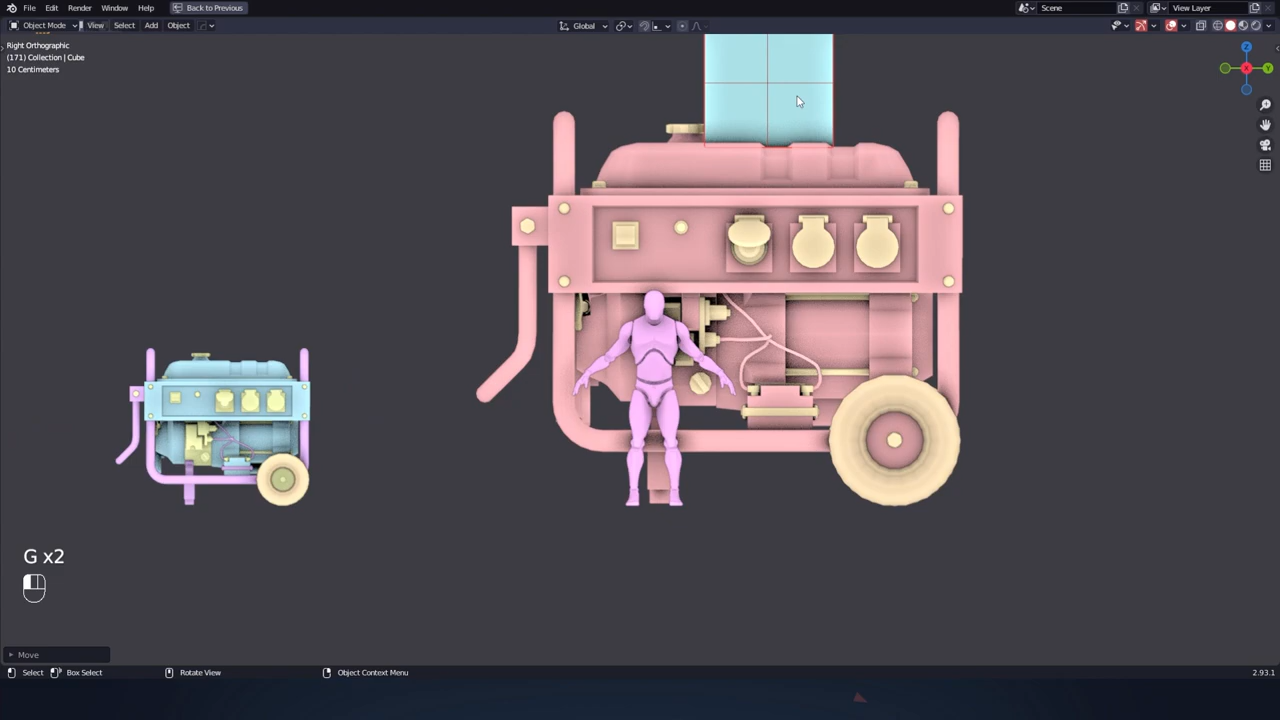 File Edit Render Window Help Back to Previous Scene View Layer
Object Mode View Select Add Object Global
Right Orthographic
(171) Collection | Cube
10 Centimeters
Z
X
Y
G x2
Move
Select Box Select Rotate View Object Context Menu 2.93.1